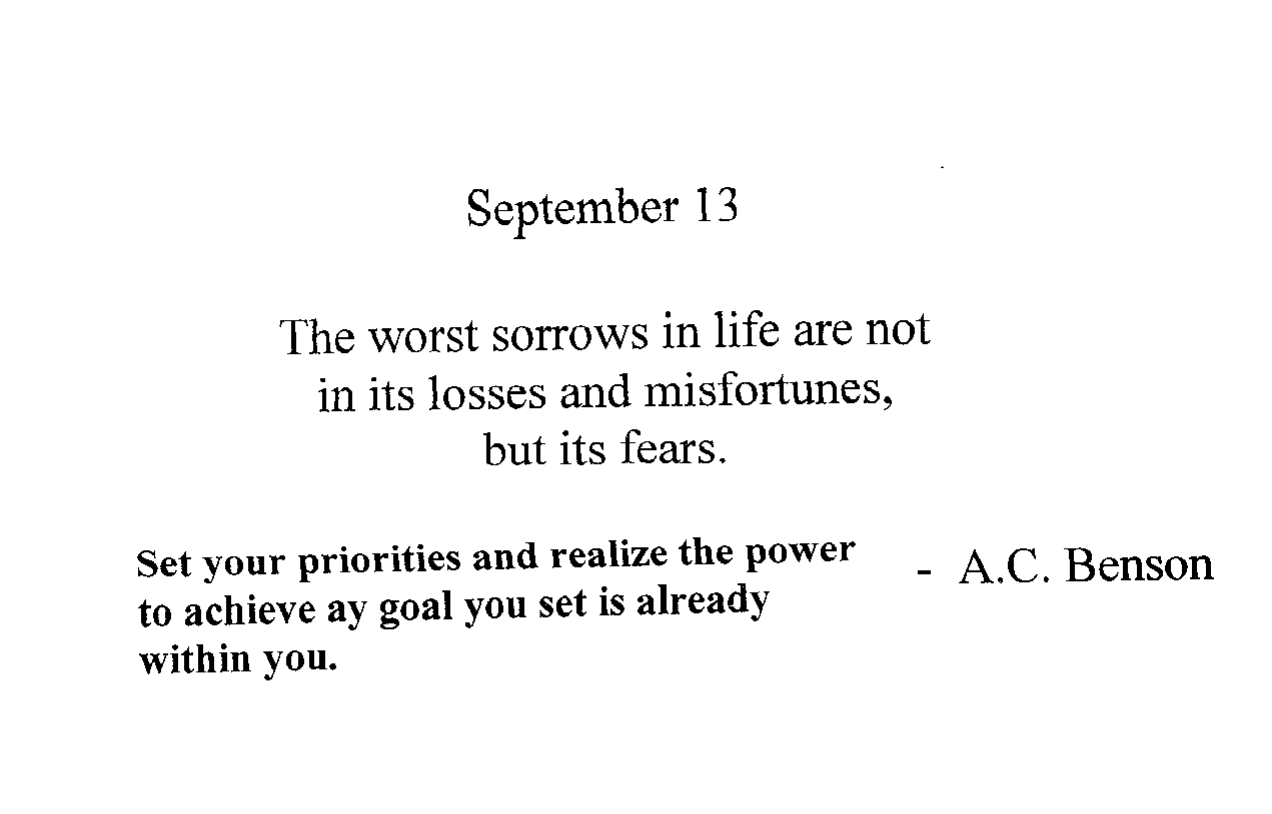 September 13
The worst sorrows in life are not
in its losses and misfortunes,
but its fears.
- A.C. Benson
Set your priorities and realize the power
to achieve ay goal you set is already
within you.